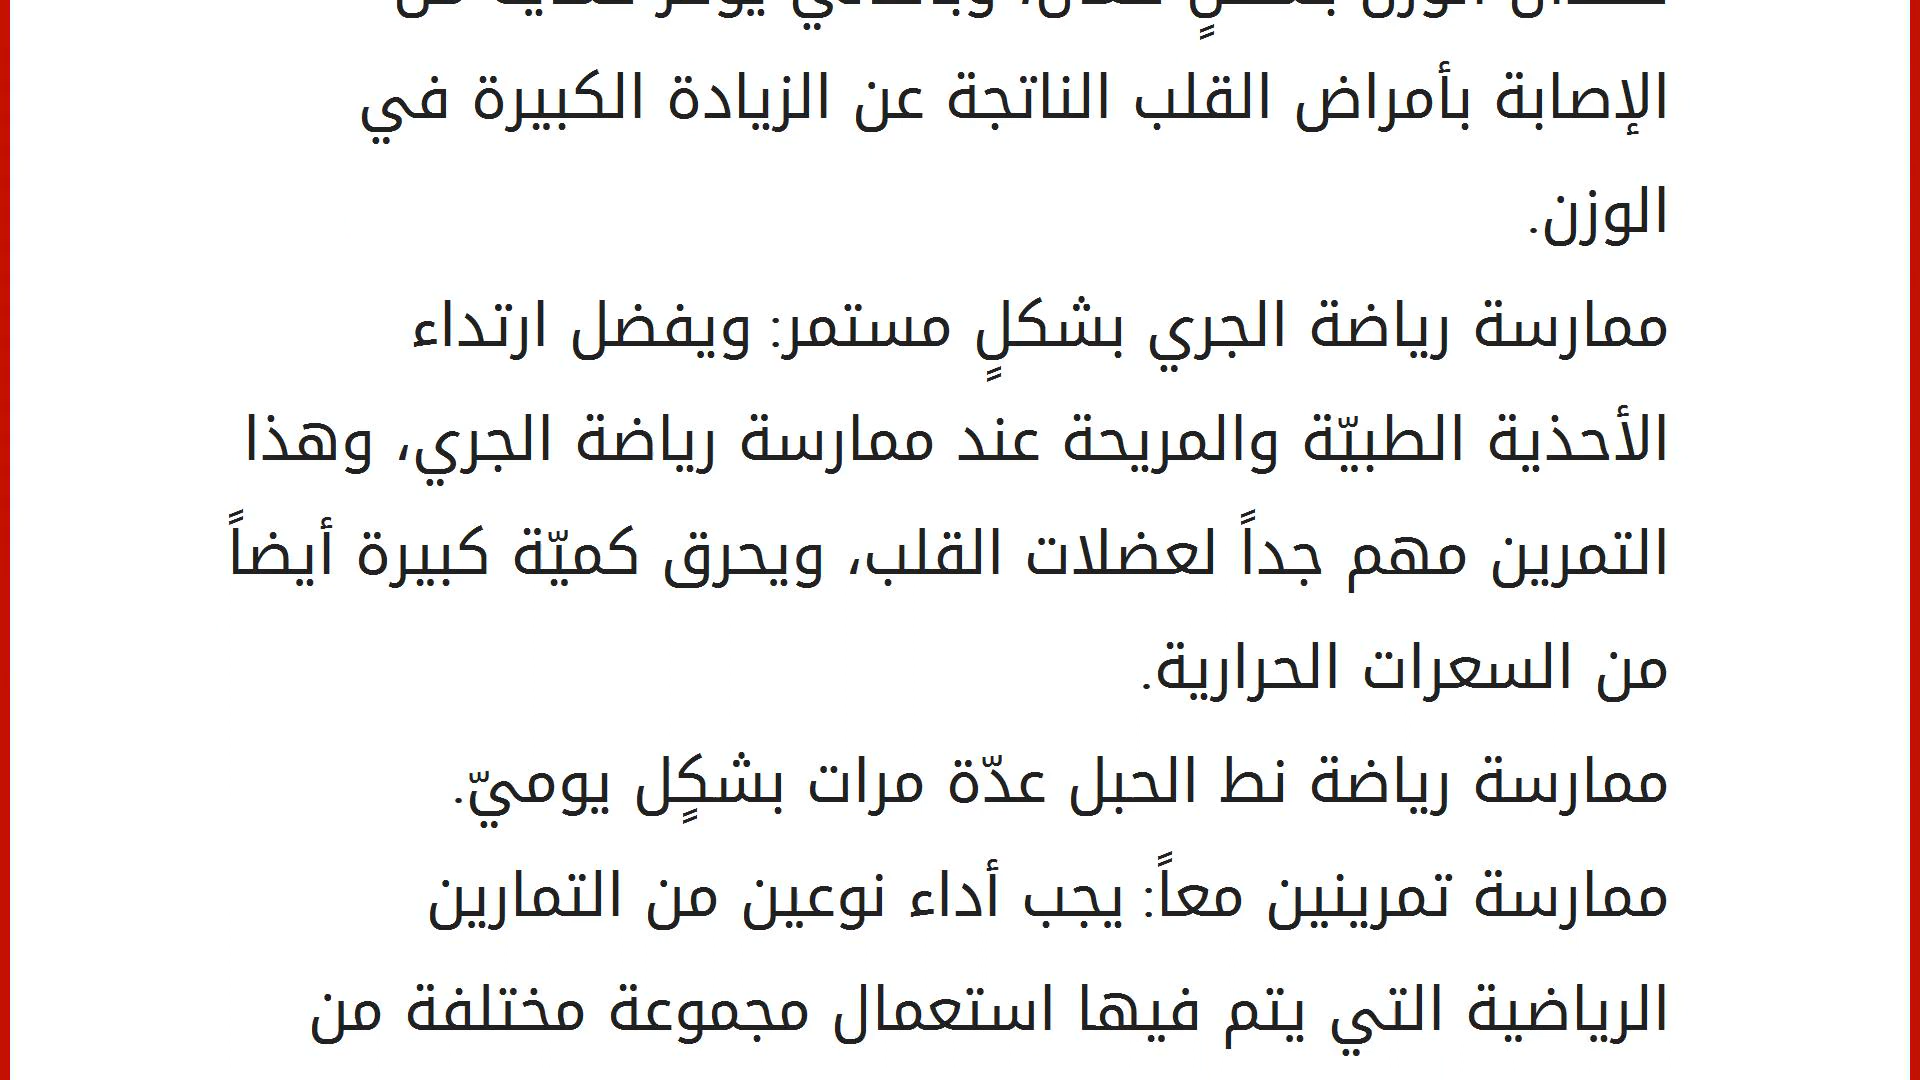 الوزن
الإصابة بأمراض القلب الناتجة عن الزيادة الكبيرة في
الوزن.
ممارسة رياضة الجري بشكلٍ مستمر: ويفضل ارتداء
الأحذية الطبيّة والمريحة عند ممارسة رياضة الجري، وهذا
التمرين مهم جداً لعضلات القلب، ويحرق كميّة كبيرة أيضاً
من السعرات الحرارية.
ممارسة رياضة نط الحبل عدّة مرات بشكٍل يوميّ.
ممارسة تمرينين معاً: يجب أداء نوعين من التمارين
الرياضية التي يتم فيها استعمال مجموعة مختلفة من